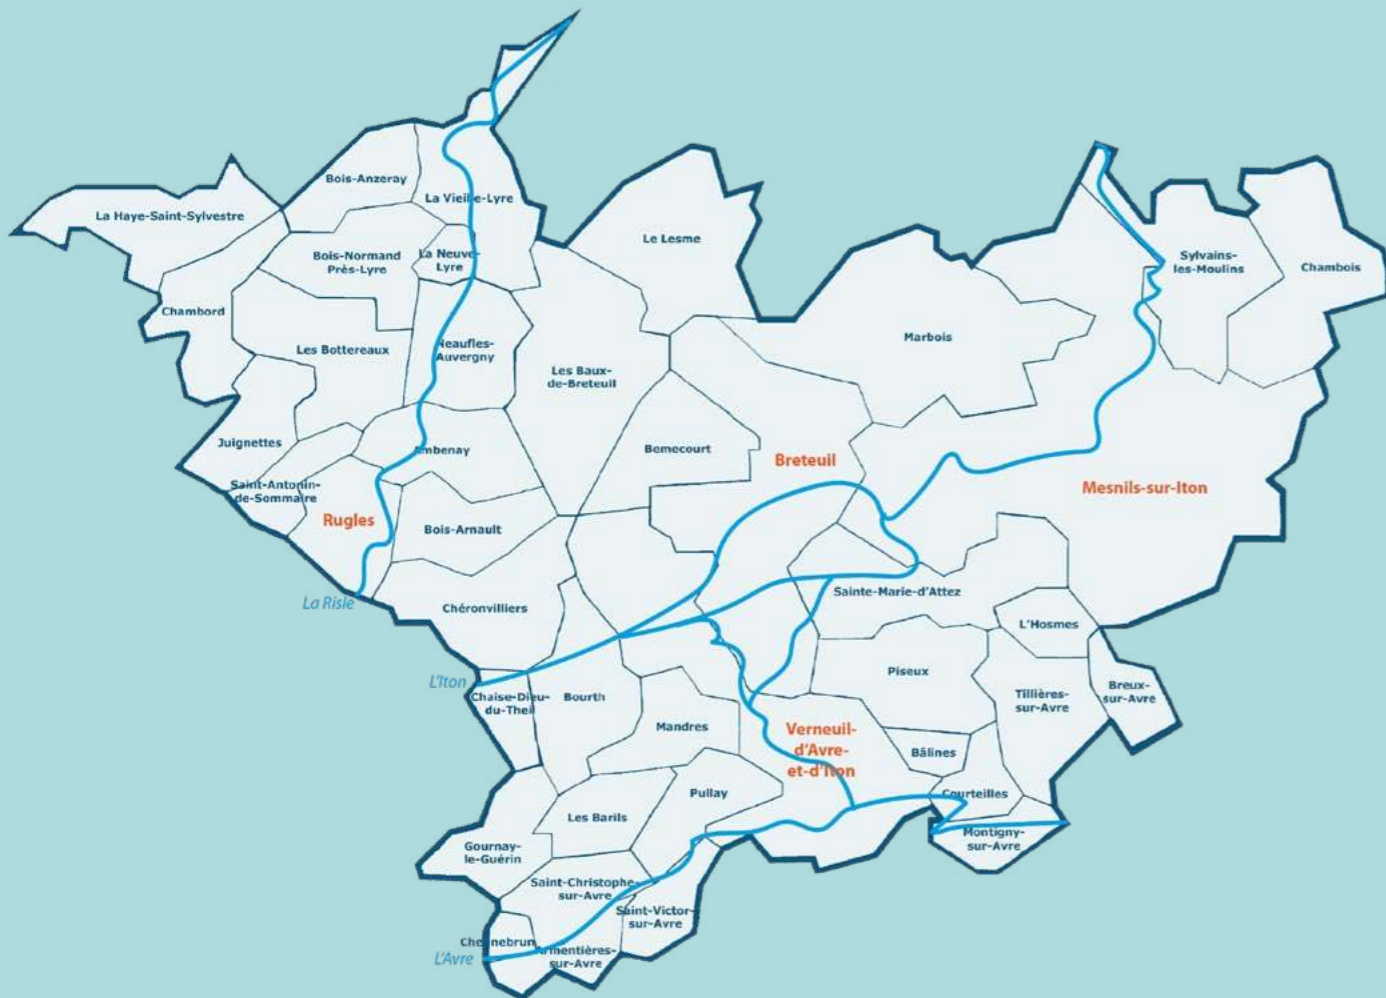 Bois-Anzeray
La Vieille-Lyre
La Haye-Saint-Sylvestre
Le Lesme
La Neuve-
Lyre
Bois-Normand
Près-Lyre
Sylvains-
les-Moulins
Chambois
Chambord
Marbois
Les Bottereaux
Neaufles-
Auvergny
Les Baux-
de-Breteuil
Juignettes
Ambenay
Bemecourt
Breteuil
Mesnils-sur-Iton
Saint-Antonin-
de-Sommaire
Rugles
Bois-Arnault
La Risle
Chéronvilliers
Sainte-Marie-d'Attez
L'Hosmes
L'Iton
Chaise-Dieu-
du-Theil
Bourth
Piseux
Tillières-
sur-Avre
Breux-
sur-Avre
Mandres
Verneuil-
d'Avre-
et-d'Iton
Bâlines
Pullay
Courteilles
Les Barils
Montigny-
sur-Avre
Gournay-
le-Guérin
Saint-Christophe-
sur-Avre
Saint-Victor-
sur-Avre
Chennebrun
L'Avre
Armentières-
sur-Avre